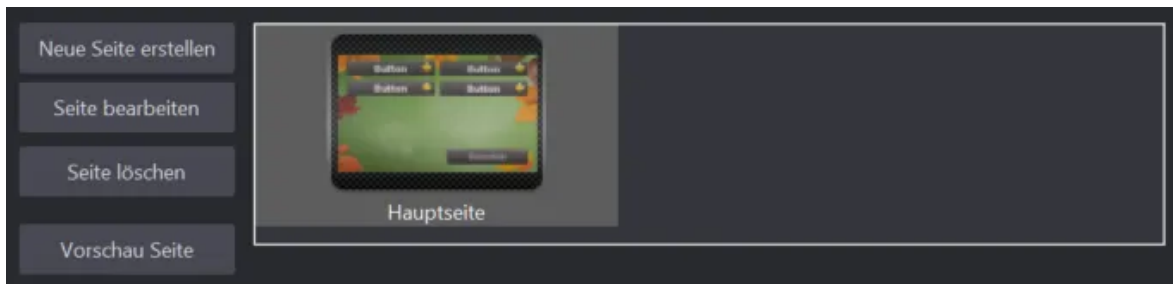 Neue Seite erstellen
Seite bearbeiten
Seite löschen
Vorschau Seite
Button Button
Button Button
Hauptseite